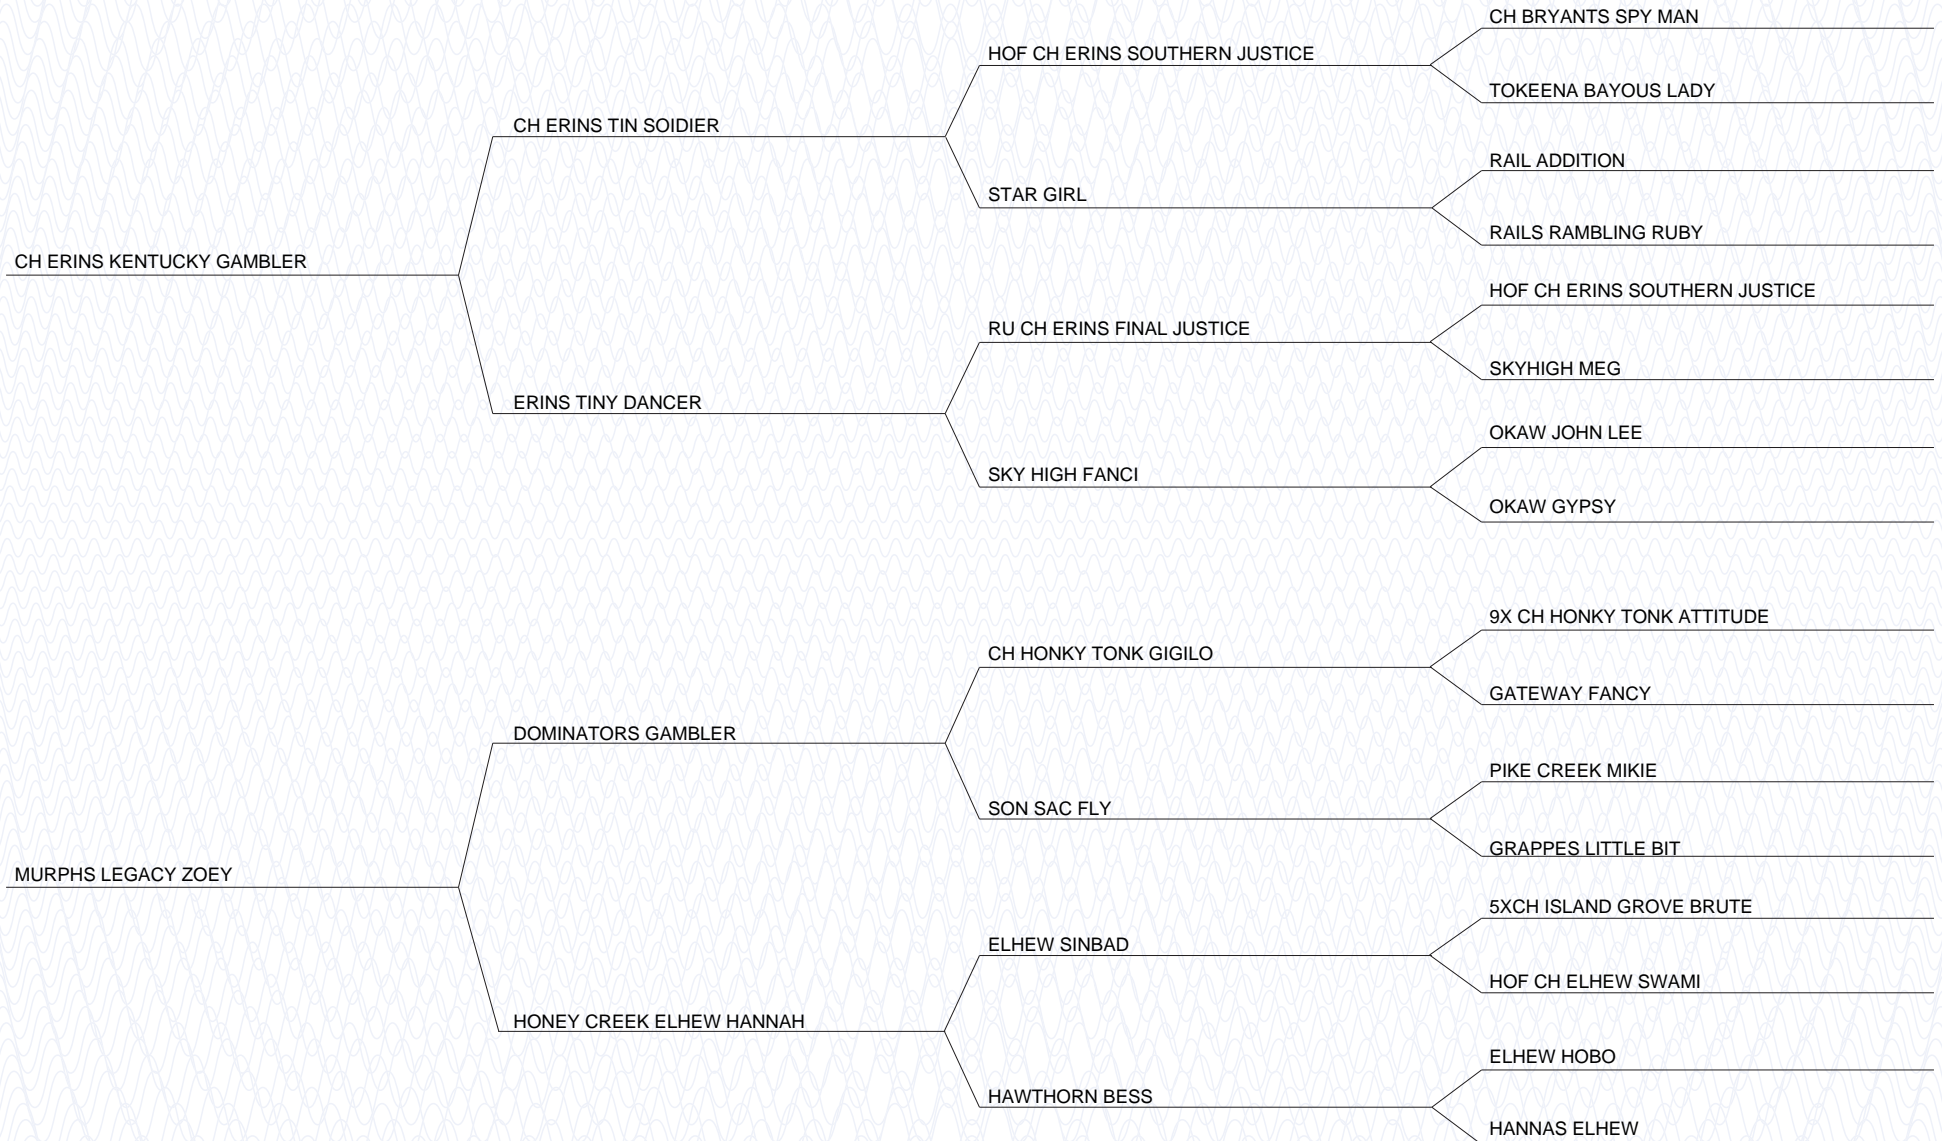 CH BRYANTS SPY MAN
HOF CH ERINS SOUTHERN JUSTICE
TOKEENA BAYOUS LADY
CH ERINS TIN SOIDIER
RAIL ADDITION
STAR GIRL
RAILS RAMBLING RUBY
CH ERINS KENTUCKY GAMBLER
HOF CH ERINS SOUTHERN JUSTICE
RU CH ERINS FINAL JUSTICE
SKYHIGH MEG
ERINS TINY DANCER
OKAW JOHN LEE
SKY HIGH FANCI
OKAW GYPSY
9X CH HONKY TONK ATTITUDE
CH HONKY TONK GIGILO
GATEWAY FANCY
DOMINATORS GAMBLER
PIKE CREEK MIKIE
SON SAC FLY
GRAPPES LITTLE BIT
MURPHS LEGACY ZOEY
5XCH ISLAND GROVE BRUTE
ELHEW SINBAD
HOF CH ELHEW SWAMI
HONEY CREEK ELHEW HANNAH
ELHEW HOBO
HAWTHORN BESS
HANNAS ELHEW